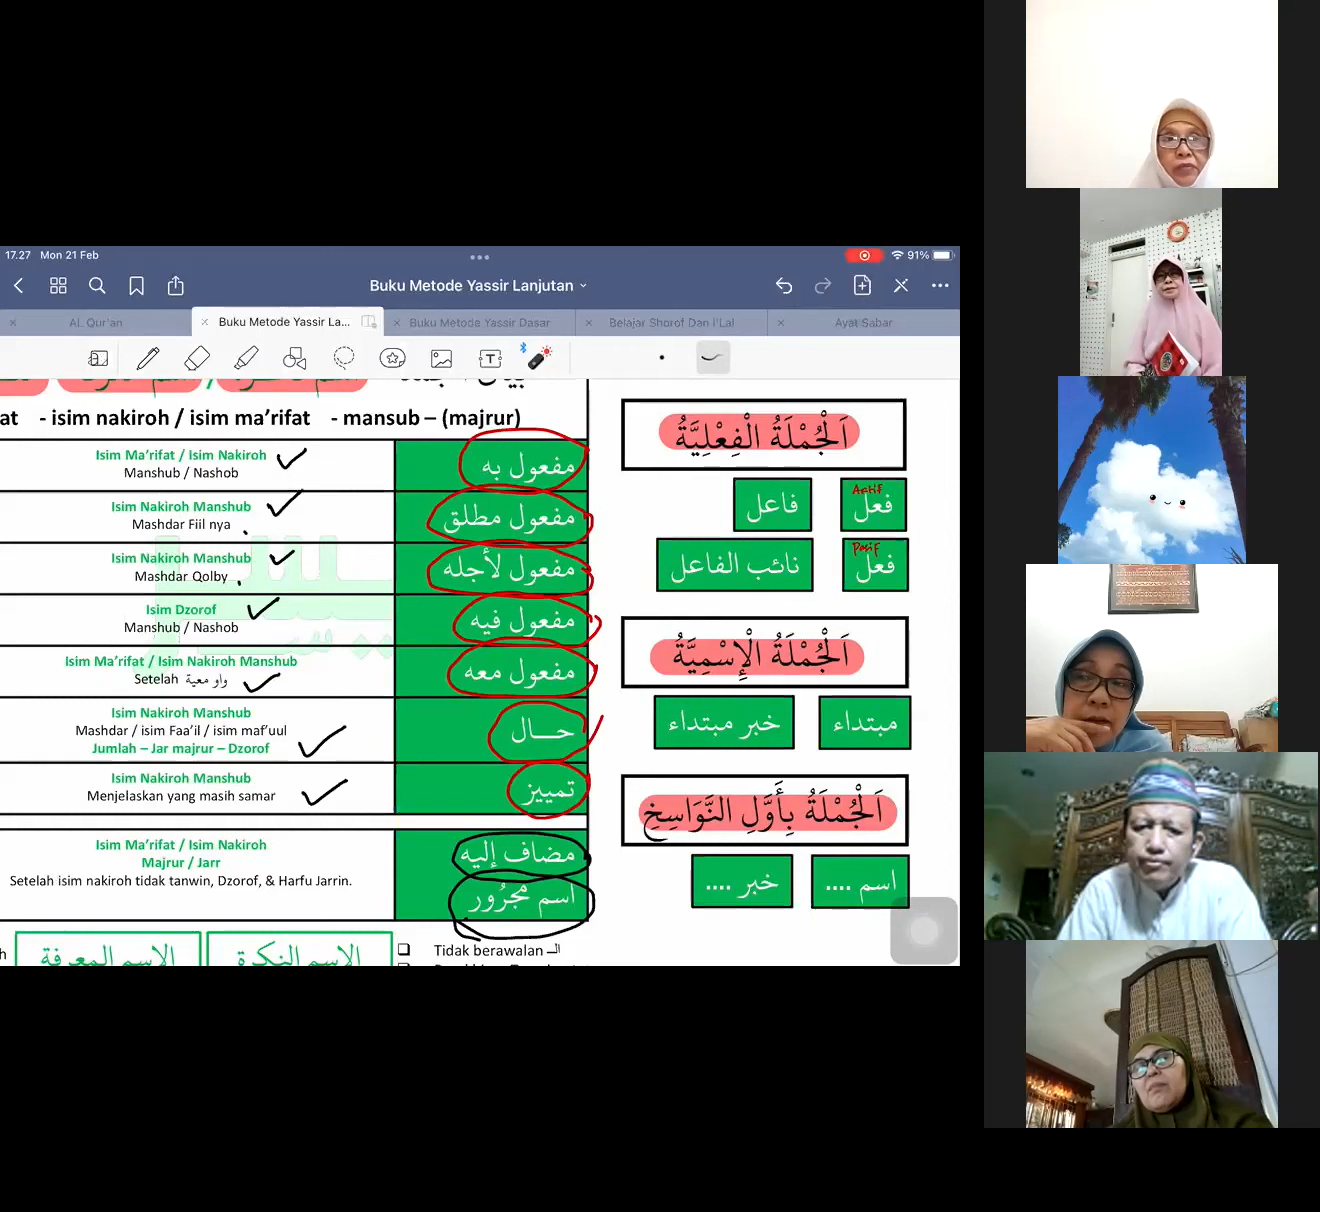 17.27 Mon 21 Feb
91%
Buku Metode Yassir Lanjutan
AL Qur'an
Buku Metode Yassir La...
Buku Metode Yassir Dasar
Belajar Shorof Dan I'Lal
Ayat Sabar
at - isim nakiroh / isim ma'rifat - mansub – (majrur)
Isim Ma'rifat / Isim Nakiroh
Manshub / Nashob
مفعول به
Isim Nakiroh Manshub
Mashdar Fiil nya
مفعول مطلق
Isim Nakiroh Manshub
Mashdar Qolby
مفعول لأجله
Isim Dzorof
Manshub / Nashob
مفعول فيه
Isim Ma'rifat / Isim Nakiroh Manshub
Setelah واو معية
مفعول معه
Isim Nakiroh Manshub
Mashdar / isim Faa'il / isim maf'uul
Jumlah – Jar majrur – Dzorof
حـــال
Isim Nakiroh Manshub
Menjelaskan yang masih samar
تمييز
Isim Ma'rifat / Isim Nakiroh
Majrur / Jarr
Setelah isim nakiroh tidak tanwin, Dzorof, & Harfu Jarrin.
مضاف إليه
اسم مجرُور
الاسم النكرة
الاسم المعرفة
Tidak berawalan الـ
اَلْجُمْلَةُ الْفِعْلِيَّةُ
Aktif
فعل
فاعل
Pasif
فعل
نائب الفاعل
اَلْجُمْلَةُ الْإِسْمِيَّةُ
مبتداء
خبر مبتداء
اَلْجُمْلَةُ بِأَوَّلِ النَّوَاسِخِ
اسم ....
خبر ....